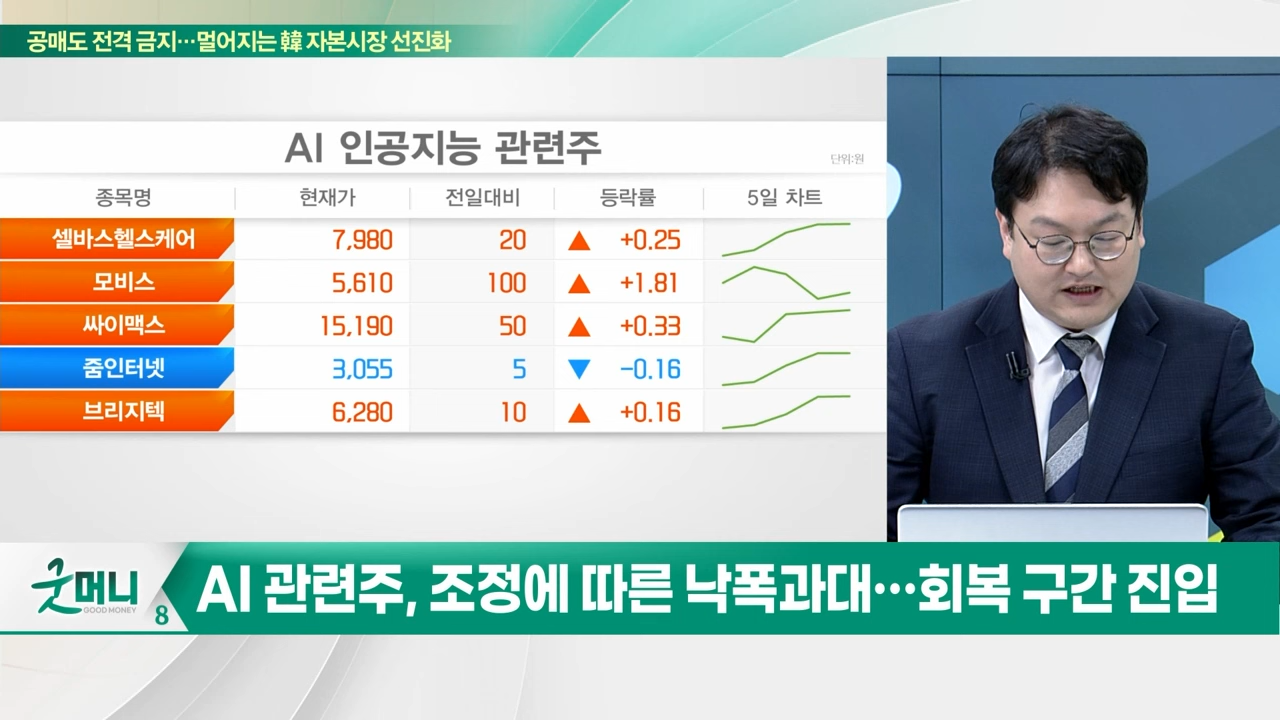 공매도 전격 금지…멀어지는 韓 자본시장 선진화
AI 인공지능 관련주
단위:원
종목명 현재가 전일대비 등락률 5일 차트
셀바스헬스케어 7,980 20 ▲ +0.25
모비스 5,610 100 ▲ +1.81
싸이맥스 15,190 50 ▲ +0.33
줌인터넷 3,055 5 ▼ -0.16
브리지텍 6,280 10 ▲ +0.16
굿머니
GOOD MONEY
8
AI 관련주, 조정에 따른 낙폭과대…회복 구간 진입